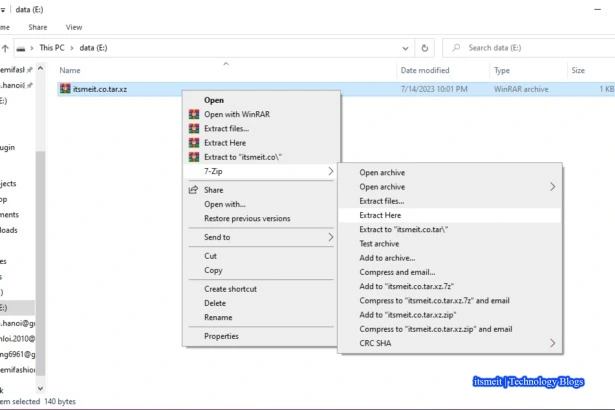 data (E:)
me Share View
This PC > data (E:)
Search data (E:)
Name Date modified Type Size
itsmeit.co.tar.xz 7/14/2023 10:01 PM WinRAR archive 1 KB
Open
Open with WinRAR
Extract files...
Extract Here
Extract to "itsmeit.co\"
7-Zip
Share
Open with...
Restore previous versions
Send to
Cut
Copy
Create shortcut
Delete
Rename
Properties
Open archive
Open archive
Extract files...
Extract Here
Extract to "itsmeit.co.tar\"
Test archive
Add to archive...
Compress and email...
Add to "itsmeit.co.tar.xz.7z"
Compress to "itsmeit.co.tar.xz.7z" and email
Add to "itsmeit.co.tar.xz.zip"
Compress to "itsmeit.co.tar.xz.zip" and email
CRC SHA
emifash
.hanoi(
E:)
ugin
jects
op
ments
loads
es
s
:)
(E:)
e.hanoi@g
nloi.2010@
ng6961@g
emifashion
k
em selected 140 bytes
itsmeit | Technology Blogs